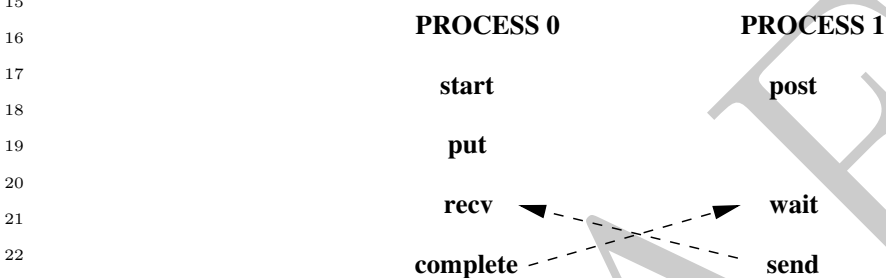 15
16 PROCESS 0 PROCESS 1
17 start post
18
19 put
20
21 recv wait
22 complete send